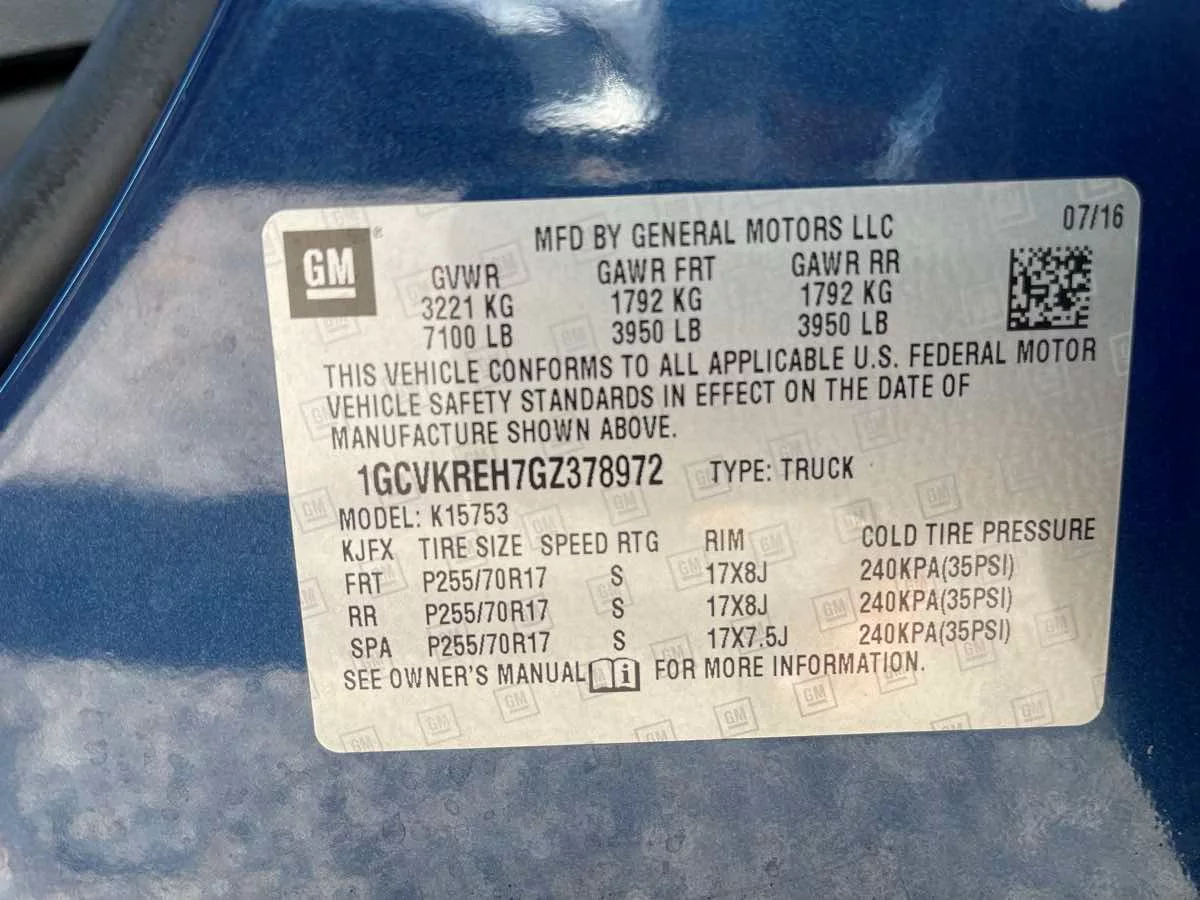 GM®
MFD BY GENERAL MOTORS LLC 07/16
GVWR GAWR FRT GAWR RR
3221 KG 1792 KG 1792 KG
7100 LB 3950 LB 3950 LB
THIS VEHICLE CONFORMS TO ALL APPLICABLE U.S. FEDERAL MOTOR
VEHICLE SAFETY STANDARDS IN EFFECT ON THE DATE OF
MANUFACTURE SHOWN ABOVE.
1GCVKREH7GZ378972 TYPE: TRUCK
MODEL: K15753
KJFX TIRE SIZE SPEED RTG RIM COLD TIRE PRESSURE
FRT P255/70R17 S 17X8J 240KPA(35PSI)
RR P255/70R17 S 17X8J 240KPA(35PSI)
SPA P255/70R17 S 17X7.5J 240KPA(35PSI)
SEE OWNER'S MANUAL i FOR MORE INFORMATION.